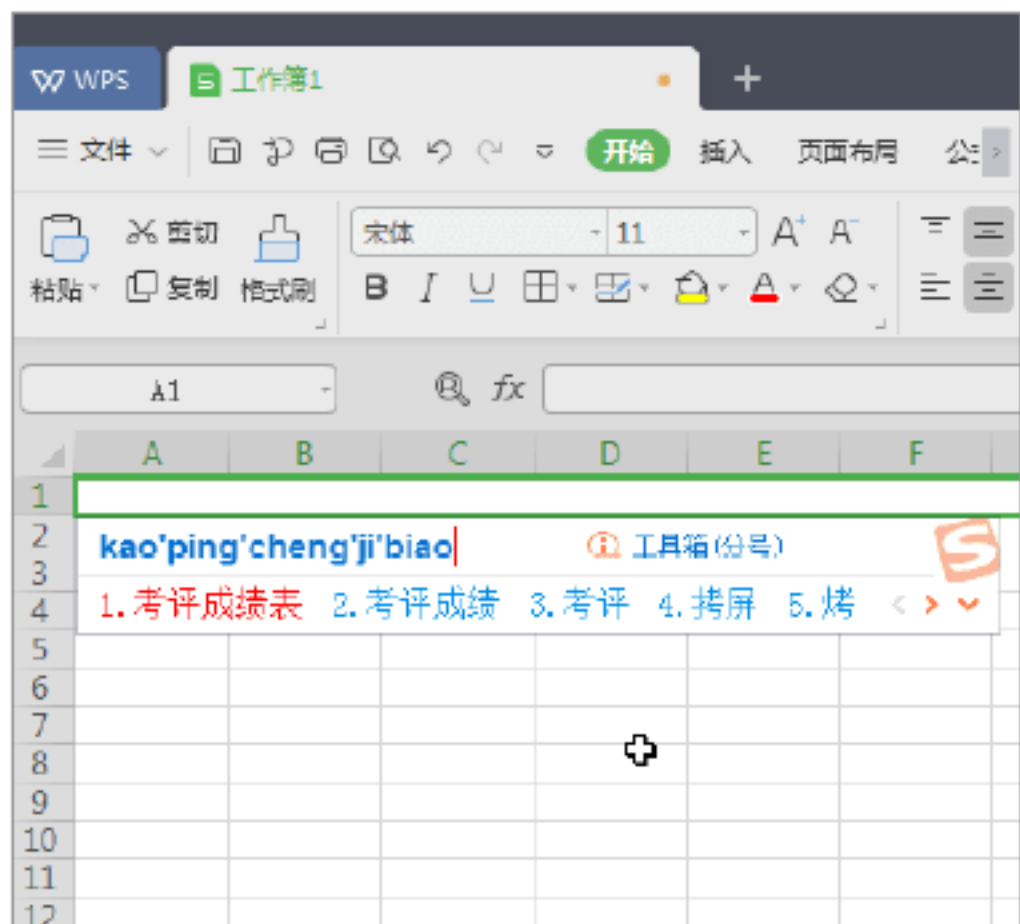 WPS 工作簿1
文件 开始 插入 页面布局
剪切 宋体 11 A+ A-
粘贴 复制 格式刷 B I U A
A1 fx
A B C D E F
1
2 kao'ping'cheng'ji'biao 工具箱(分号)
3
4 1.考评成绩表 2.考评成绩 3.考评 4.拷屏 5.烤
5
6
7
8
9
10
11
12